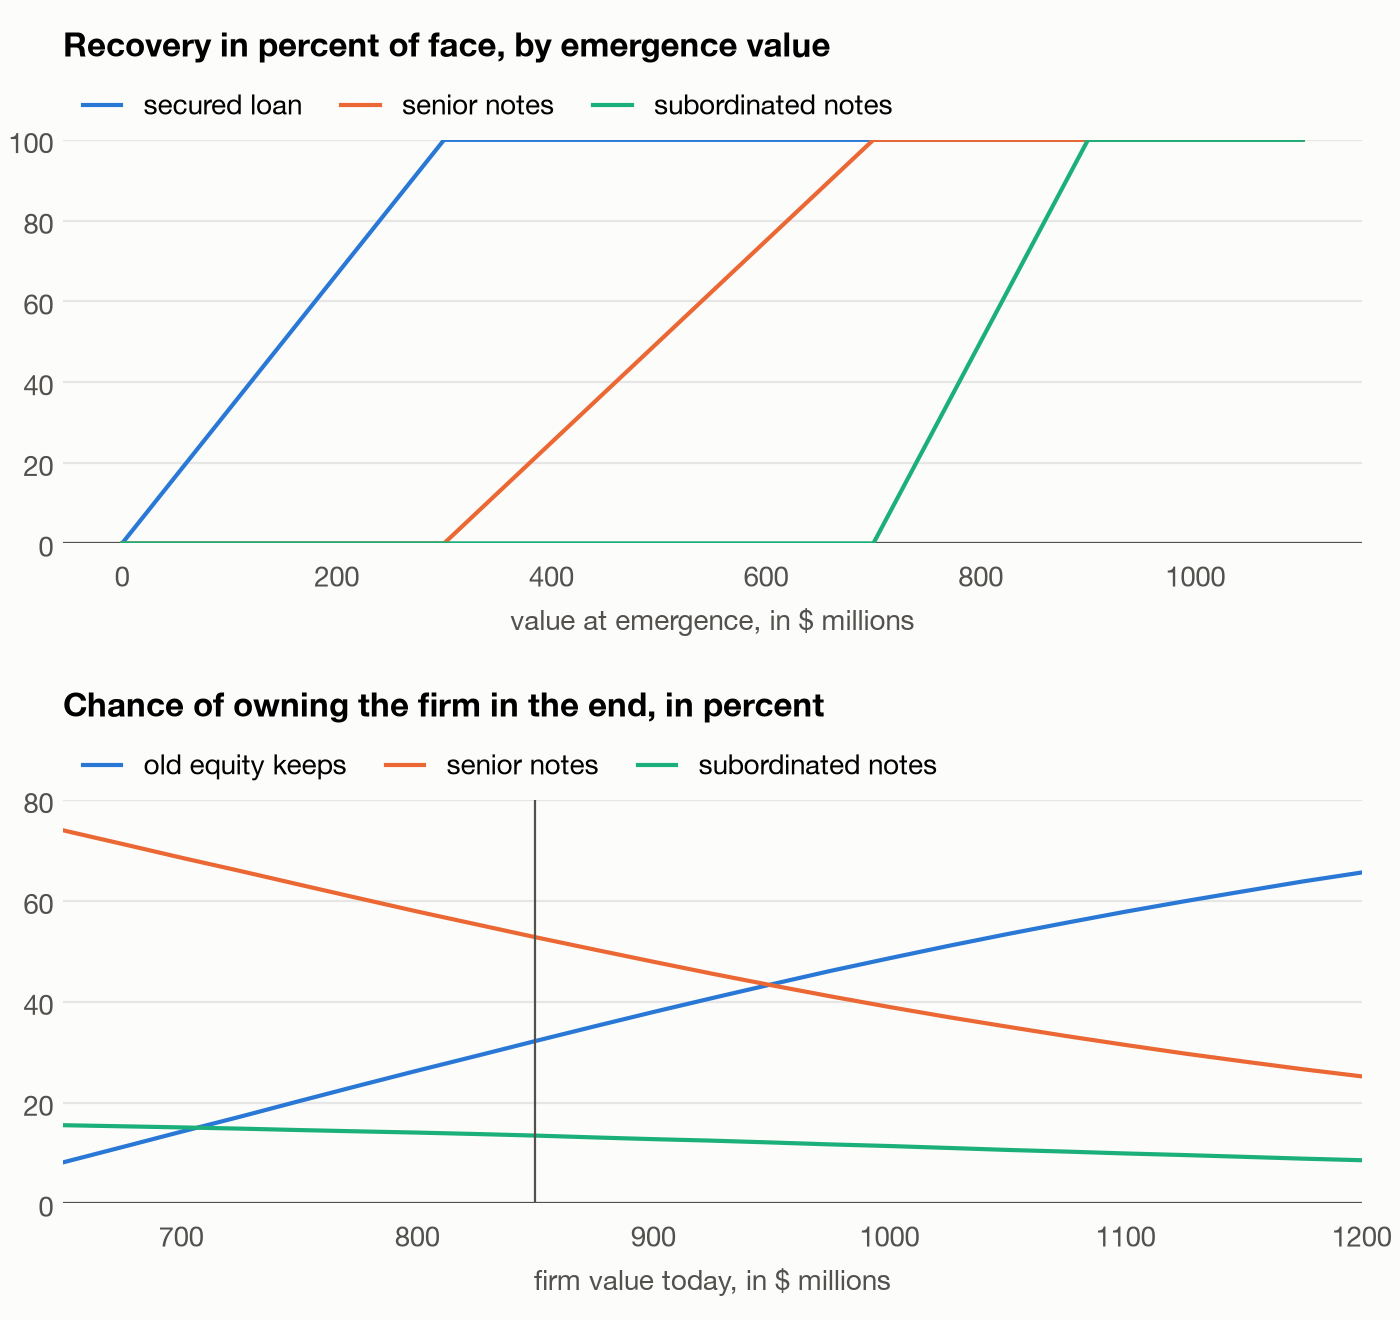 Recovery in percent of face, by emergence value
secured loan senior notes subordinated notes
100
80
60
40
20
0
0 200 400 600 800 1000
value at emergence, in $ millions
Chance of owning the firm in the end, in percent
old equity keeps senior notes subordinated notes
80
60
40
20
0
700 800 900 1000 1100 1200
firm value today, in $ millions